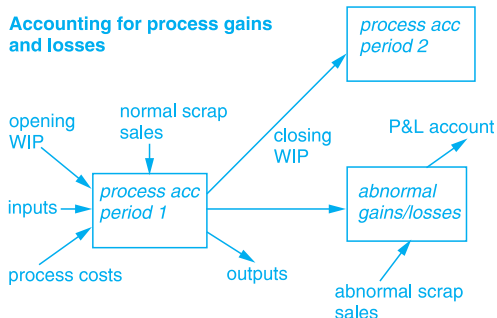 Accounting for process gains
and losses
process acc
period 2
normal scrap
sales
opening
WIP
closing
WIP
P&L account
process acc
period 1
abnormal
gains/losses
inputs
process costs
outputs
abnormal scrap
sales